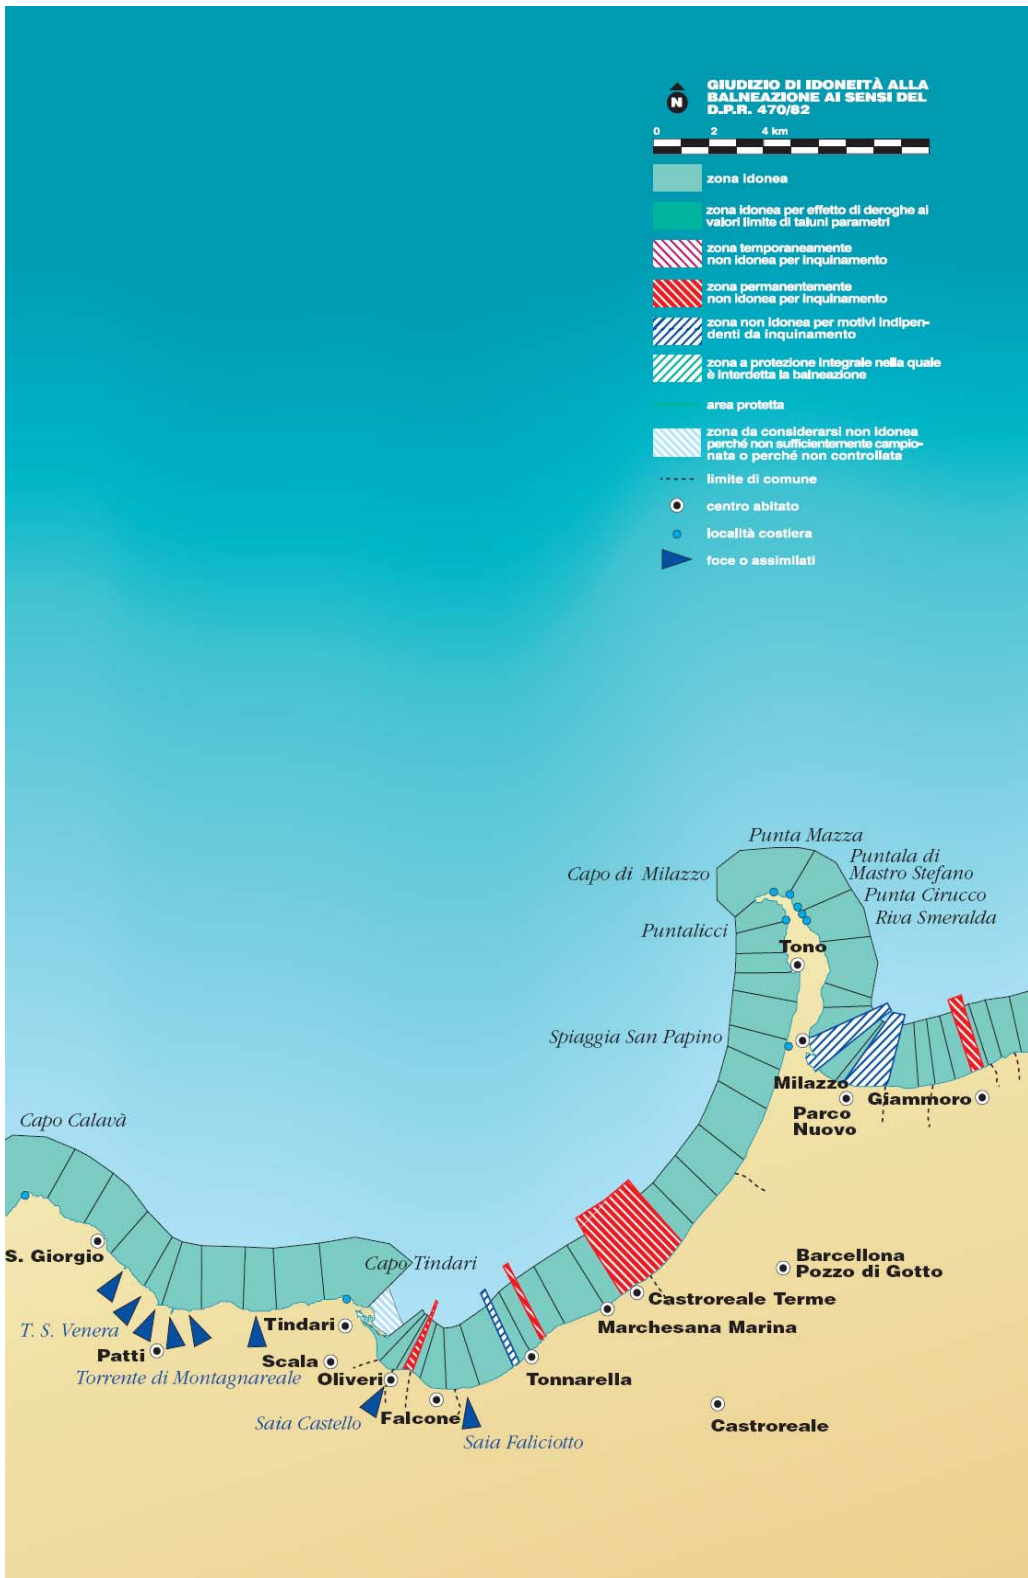 N
GIUDIZIO DI IDONEITÀ ALLA
BALNEAZIONE AI SENSI DEL
D.P.R. 470/82
0 2 4 km
zona idonea
zona idonea per effetto di deroghe ai
valori limite di taluni parametri
zona temporaneamente
non idonea per inquinamento
zona permanentemente
non idonea per inquinamento
zona non idonea per motivi indipen-
denti da inquinamento
zona a protezione integrale nella quale
è interdetta la balneazione
area protetta
zona da considerarsi non idonea
perché non sufficientemente campio-
nata o perché non controllata
limite di comune
centro abitato
località costiera
foce o assimilati
Punta Mazza
Capo di Milazzo
Puntala di
Mastro Stefano
Punta Cirucco
Riva Smeralda
Puntalicci
Tono
Spiaggia San Papino
Milazzo
Parco
Nuovo
Giammoro
Capo Calavà
S. Giorgio
Capo Tindari
Barcellona
Pozzo di Gotto
Castroreale Terme
Marchesana Marina
T. S. Venera
Patti
Tindari
Scala
Torrente di Montagnareale
Oliveri
Tonnarella
Saia Castello
Falcone
Saia Faliciotto
Castroreale